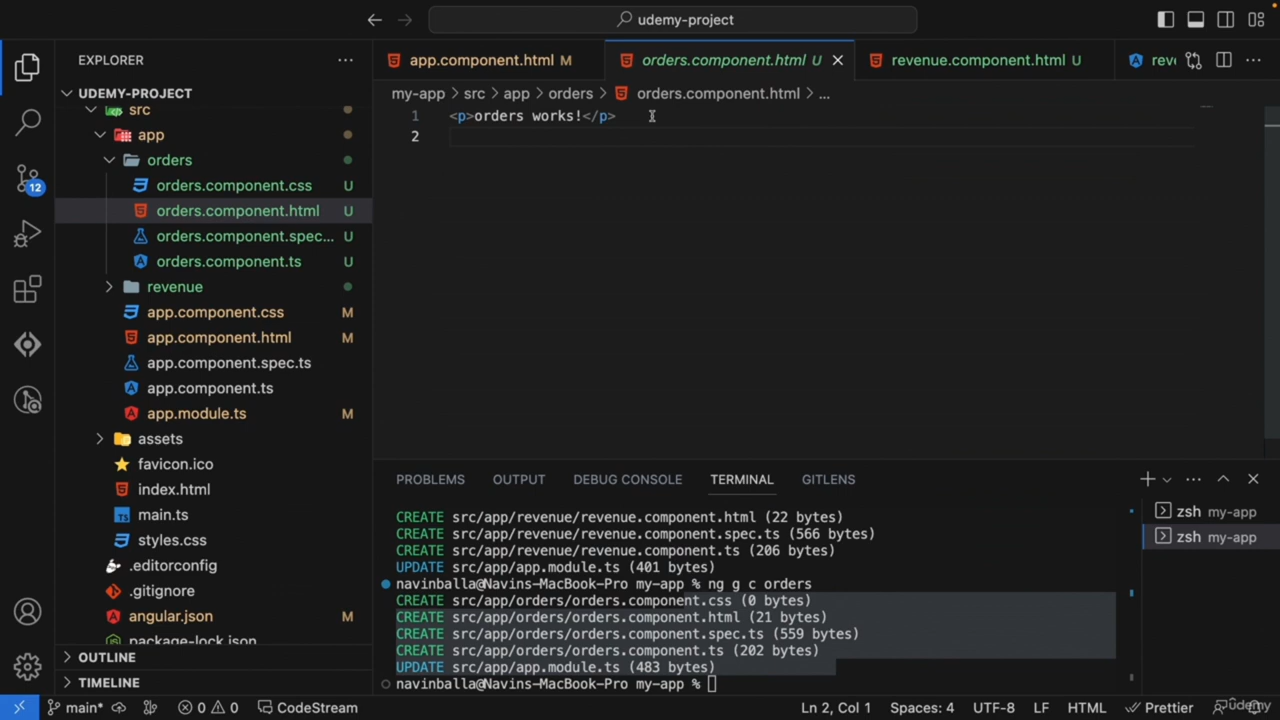 udemy-project
EXPLORER
UDEMY-PROJECT
src
app
orders
orders.component.css U
orders.component.html U
orders.component.spec... U
orders.component.ts U
revenue
app.component.css M
app.component.html M
app.component.spec.ts
app.component.ts
app.module.ts M
assets
favicon.ico
index.html
main.ts
styles.css
.editorconfig
.gitignore
angular.json M
package-lock.json
OUTLINE
TIMELINE
12
app.component.html M
orders.component.html U
revenue.component.html U
reve
my-app > src > app > orders > orders.component.html > ...
1 <p>orders works!</p>
2
PROBLEMS OUTPUT DEBUG CONSOLE TERMINAL GITLENS
CREATE src/app/revenue/revenue.component.html (22 bytes)
CREATE src/app/revenue/revenue.component.spec.ts (566 bytes)
CREATE src/app/revenue/revenue.component.ts (206 bytes)
UPDATE src/app/app.module.ts (401 bytes)
navinballa@Navins-MacBook-Pro my-app % ng g c orders
CREATE src/app/orders/orders.component.css (0 bytes)
CREATE src/app/orders/orders.component.html (21 bytes)
CREATE src/app/orders/orders.component.spec.ts (559 bytes)
CREATE src/app/orders/orders.component.ts (202 bytes)
UPDATE src/app/app.module.ts (483 bytes)
navinballa@Navins-MacBook-Pro my-app %
zsh my-app
zsh my-app
main* 0 0 CodeStream Ln 2, Col 1 Spaces: 4 UTF-8 LF HTML Prettier
Udemy